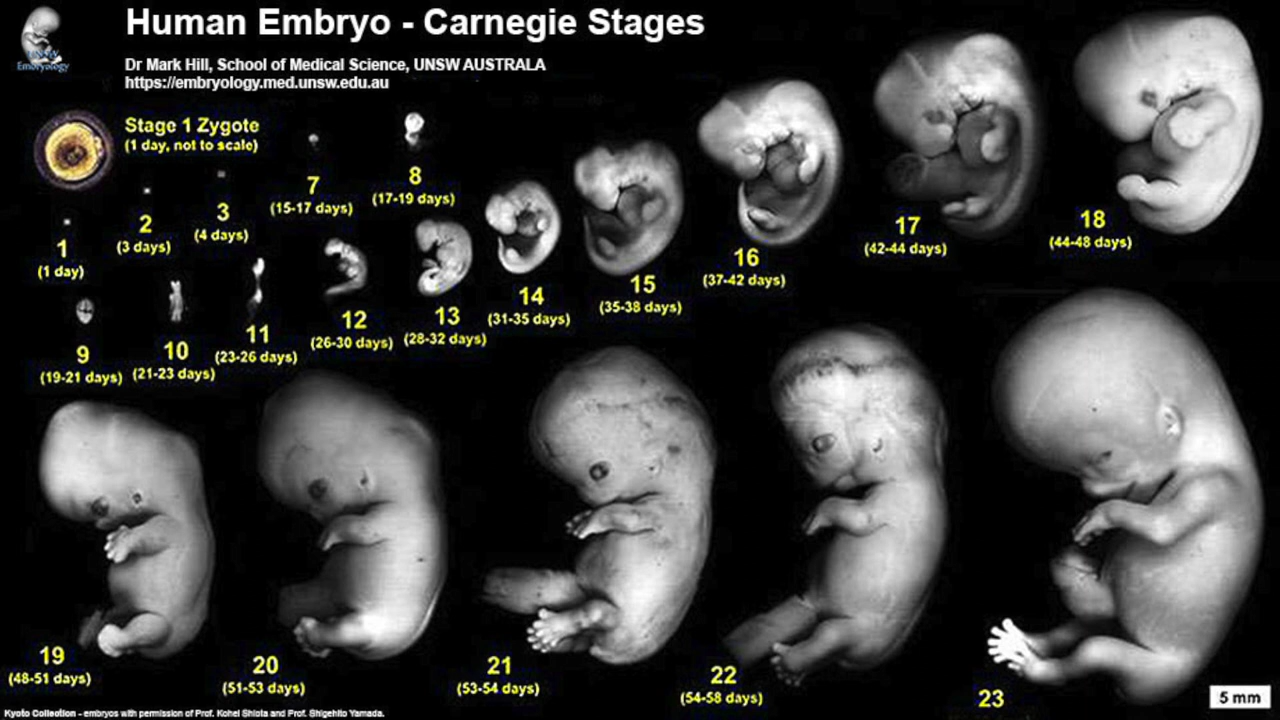 Human Embryo - Carnegie Stages
Dr Mark Hill, School of Medical Science, UNSW AUSTRALA
https://embryology.med.unsw.edu.au
UNSW
Embryology
Stage 1 Zygote
(1 day, not to scale)
1
(1 day)
2
(3 days)
3
(4 days)
7
(15-17 days)
8
(17-19 days)
9
(19-21 days)
10
(21-23 days)
11
(23-26 days)
12
(26-30 days)
13
(28-32 days)
14
(31-35 days)
15
(35-38 days)
16
(37-42 days)
17
(42-44 days)
18
(44-48 days)
19
(48-51 days)
20
(51-53 days)
21
(53-54 days)
22
(54-58 days)
23
5 mm
Kyoto Collection - embryos with permission of Prof. Kohei Shiota and Prof. Shigehito Yamada.